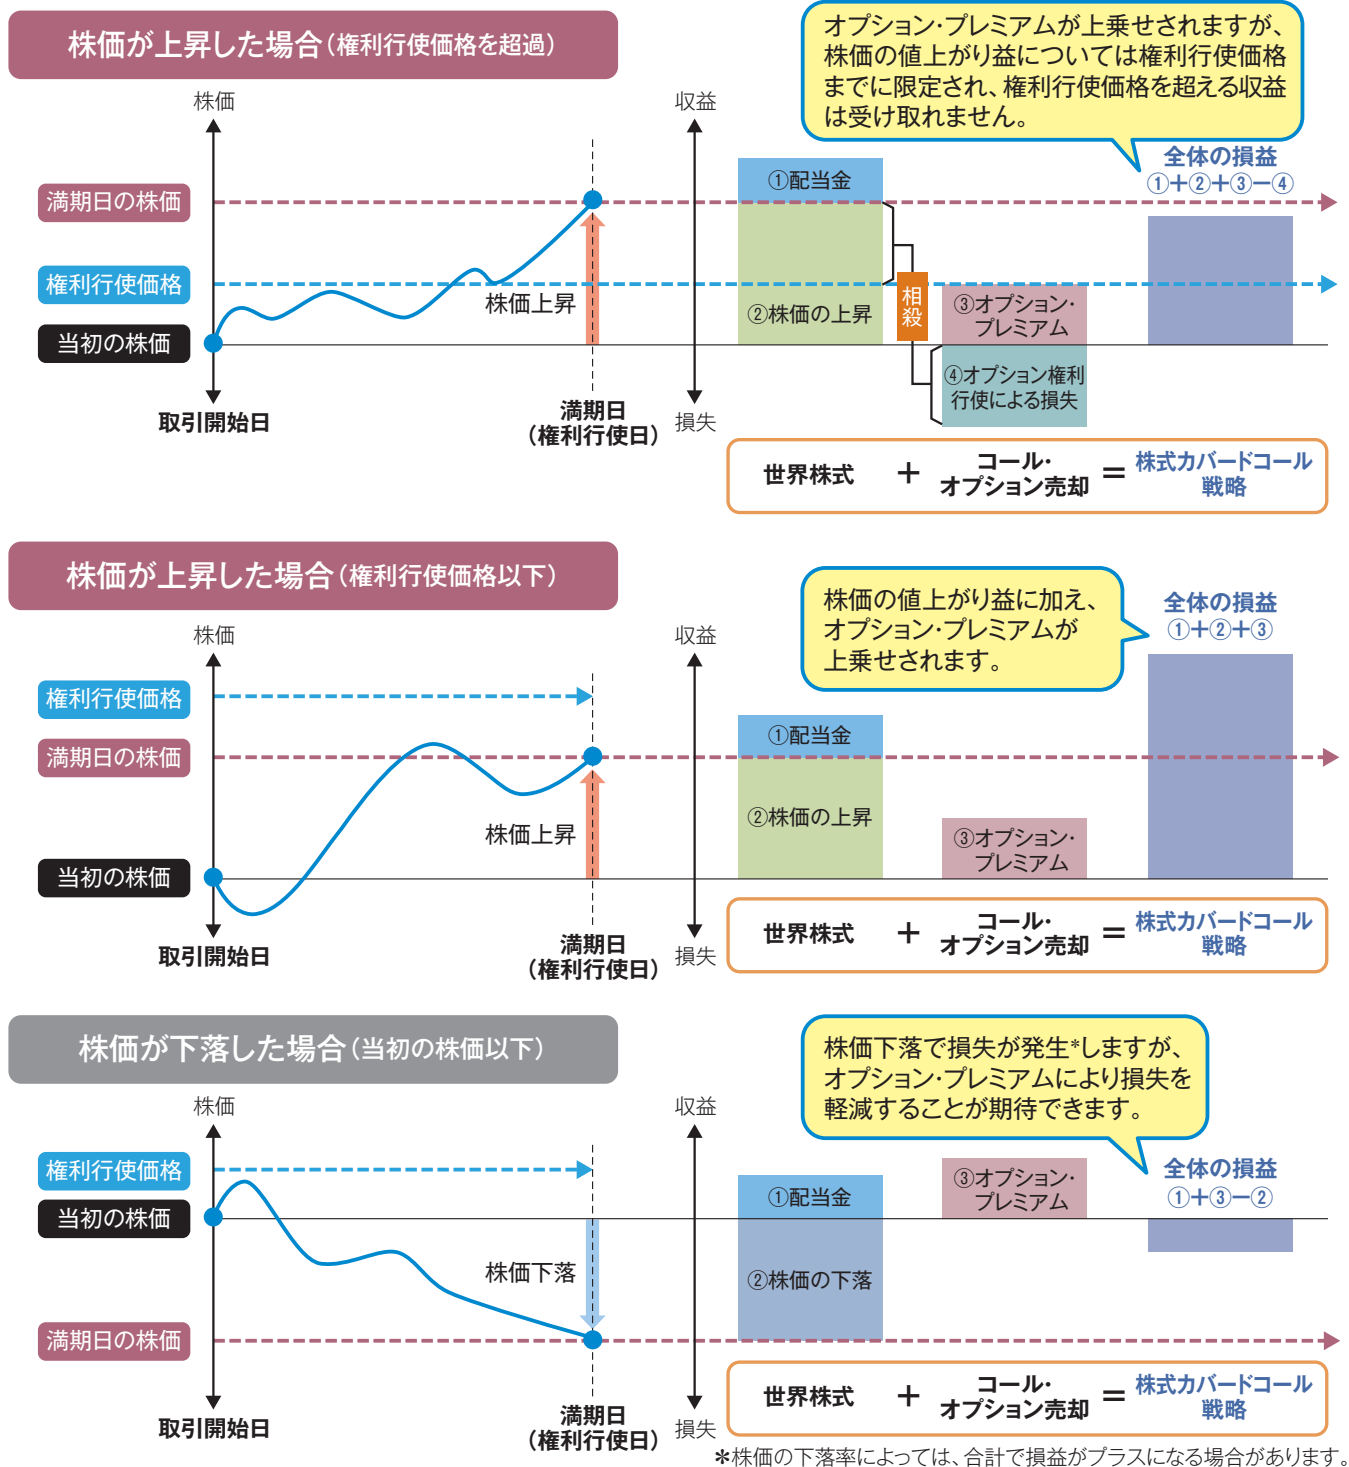 株価が上昇した場合（権利行使価格を超過）
オプション・プレミアムが上乗せされますが、
株価の値上がり益については権利行使価格
までに限定され、権利行使価格を超える収益
は受け取れません。
株価
収益
満期日の株価
権利行使価格
当初の株価
株価上昇
取引開始日
満期日
（権利行使日）
損失
①配当金
②株価の上昇
相殺
③オプション・
プレミアム
④オプション権利
行使による損失
全体の損益
①＋②＋③－④
世界株式
＋
コール・
オプション売却
＝
株式カバードコール
戦略
株価が上昇した場合（権利行使価格以下）
株価の値上がり益に加え、
オプション・プレミアムが
上乗せされます。
株価
収益
権利行使価格
満期日の株価
当初の株価
株価上昇
取引開始日
満期日
（権利行使日）
損失
①配当金
②株価の上昇
③オプション・
プレミアム
全体の損益
①＋②＋③
世界株式
＋
コール・
オプション売却
＝
株式カバードコール
戦略
株価が下落した場合（当初の株価以下）
株価下落で損失が発生*しますが、
オプション・プレミアムにより損失を
軽減することが期待できます。
株価
収益
権利行使価格
当初の株価
満期日の株価
株価下落
取引開始日
満期日
（権利行使日）
損失
①配当金
②株価の下落
③オプション・
プレミアム
全体の損益
①＋③－②
世界株式
＋
コール・
オプション売却
＝
株式カバードコール
戦略
＊株価の下落率によっては、合計で損益がプラスになる場合があります。